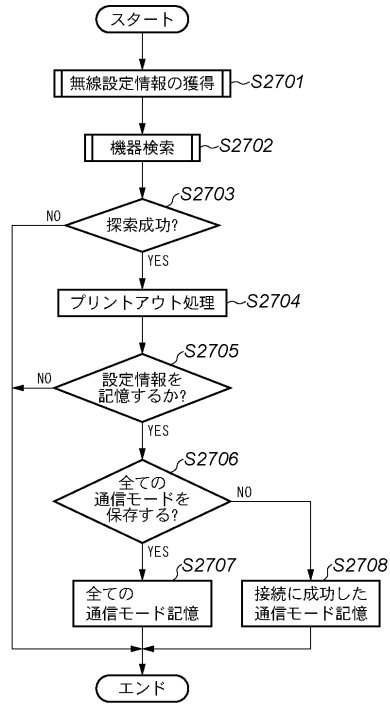 スタート
無線設定情報の獲得
S2701
機器検索
S2702
S2703
探索成功?
NO
YES
プリントアウト処理
S2704
S2705
設定情報を
記憶するか?
NO
YES
S2706
全ての
通信モードを
保存する?
NO
YES
S2707
全ての
通信モード記憶
S2708
接続に成功した
通信モード記憶
エンド